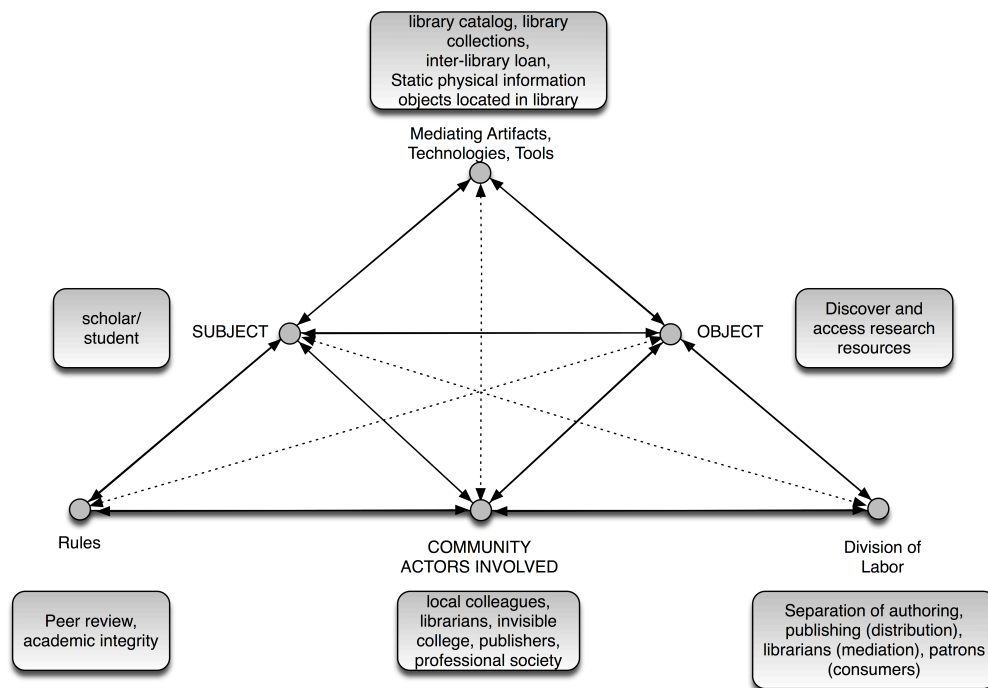 library catalog, library
collections,
inter-library loan,
Static physical information
objects located in library
Mediating Artifacts,
Technologies, Tools
scholar/
student
SUBJECT
OBJECT
Discover and
access research
resources
Rules
COMMUNITY
ACTORS INVOLVED
Division of
Labor
Peer review,
academic integrity
local colleagues,
librarians, invisible
college, publishers,
professional society
Separation of authoring,
publishing (distribution),
librarians (mediation), patrons
(consumers)